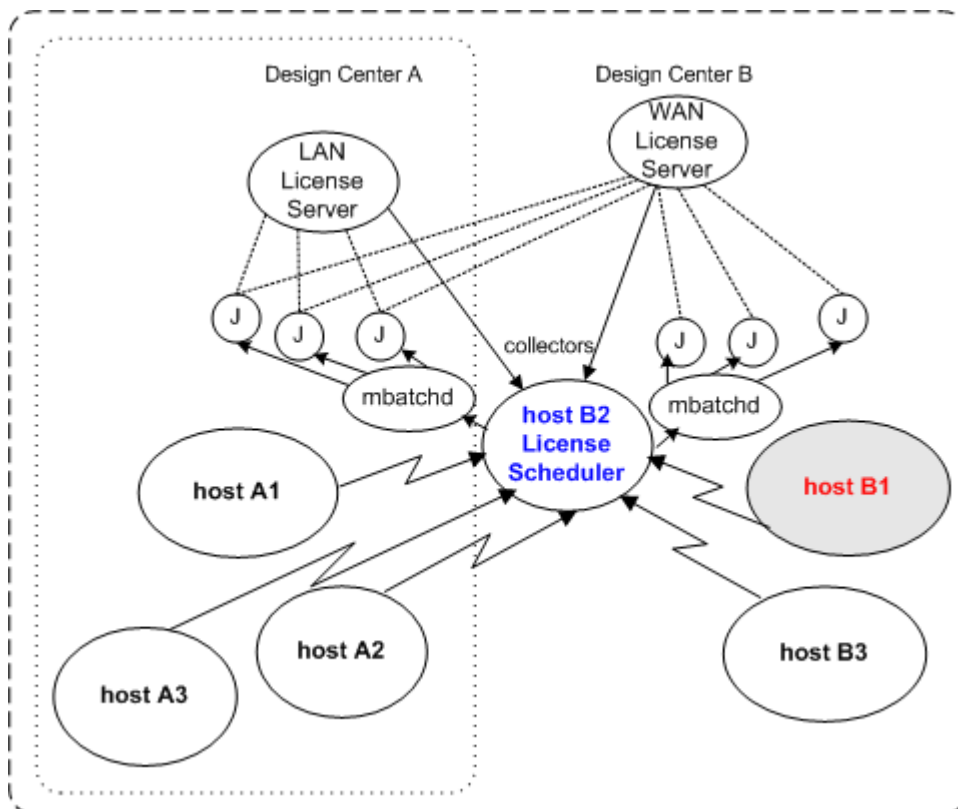 Design Center A
Design Center B
LAN
License
Server
WAN
License
Server
J
J
J
J
J
J
collectors
mbatchd
mbatchd
host B2
License
Scheduler
host A1
host B1
host A2
host B3
host A3